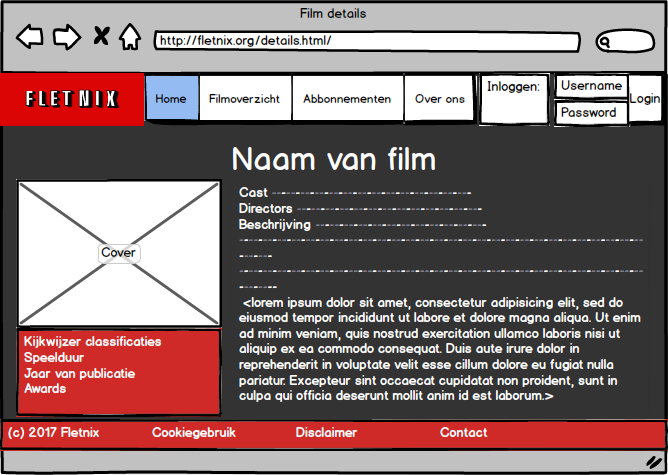 Film details
http://fletnix.org/details.html/
FLETNIX
Home
Filmoverzicht
Abbonnementen
Over ons
Inloggen:
Username
Password
Login
Naam van film
Cover
Kijkwijzer classificaties
Speelduur
Jaar van publicatie
Awards
Cast ---------------------------------------
Directors ------------------------------------
Beschrijving ---------------------------------
--------------------------------------------------------------------------------
-------
--------------------------------------------------------------------------------
--------
<lorem ipsum dolor sit amet, consectetur adipisicing elit, sed do
eiusmod tempor incididunt ut labore et dolore magna aliqua. Ut enim
ad minim veniam, quis nostrud exercitation ullamco laboris nisi ut
aliquip ex ea commodo consequat. Duis aute irure dolor in
reprehenderit in voluptate velit esse cillum dolore eu fugiat nulla
pariatur. Excepteur sint occaecat cupidatat non proident, sunt in
culpa qui officia deserunt mollit anim id est laborum.>
(c) 2017 Fletnix
Cookiegebruik
Disclaimer
Contact